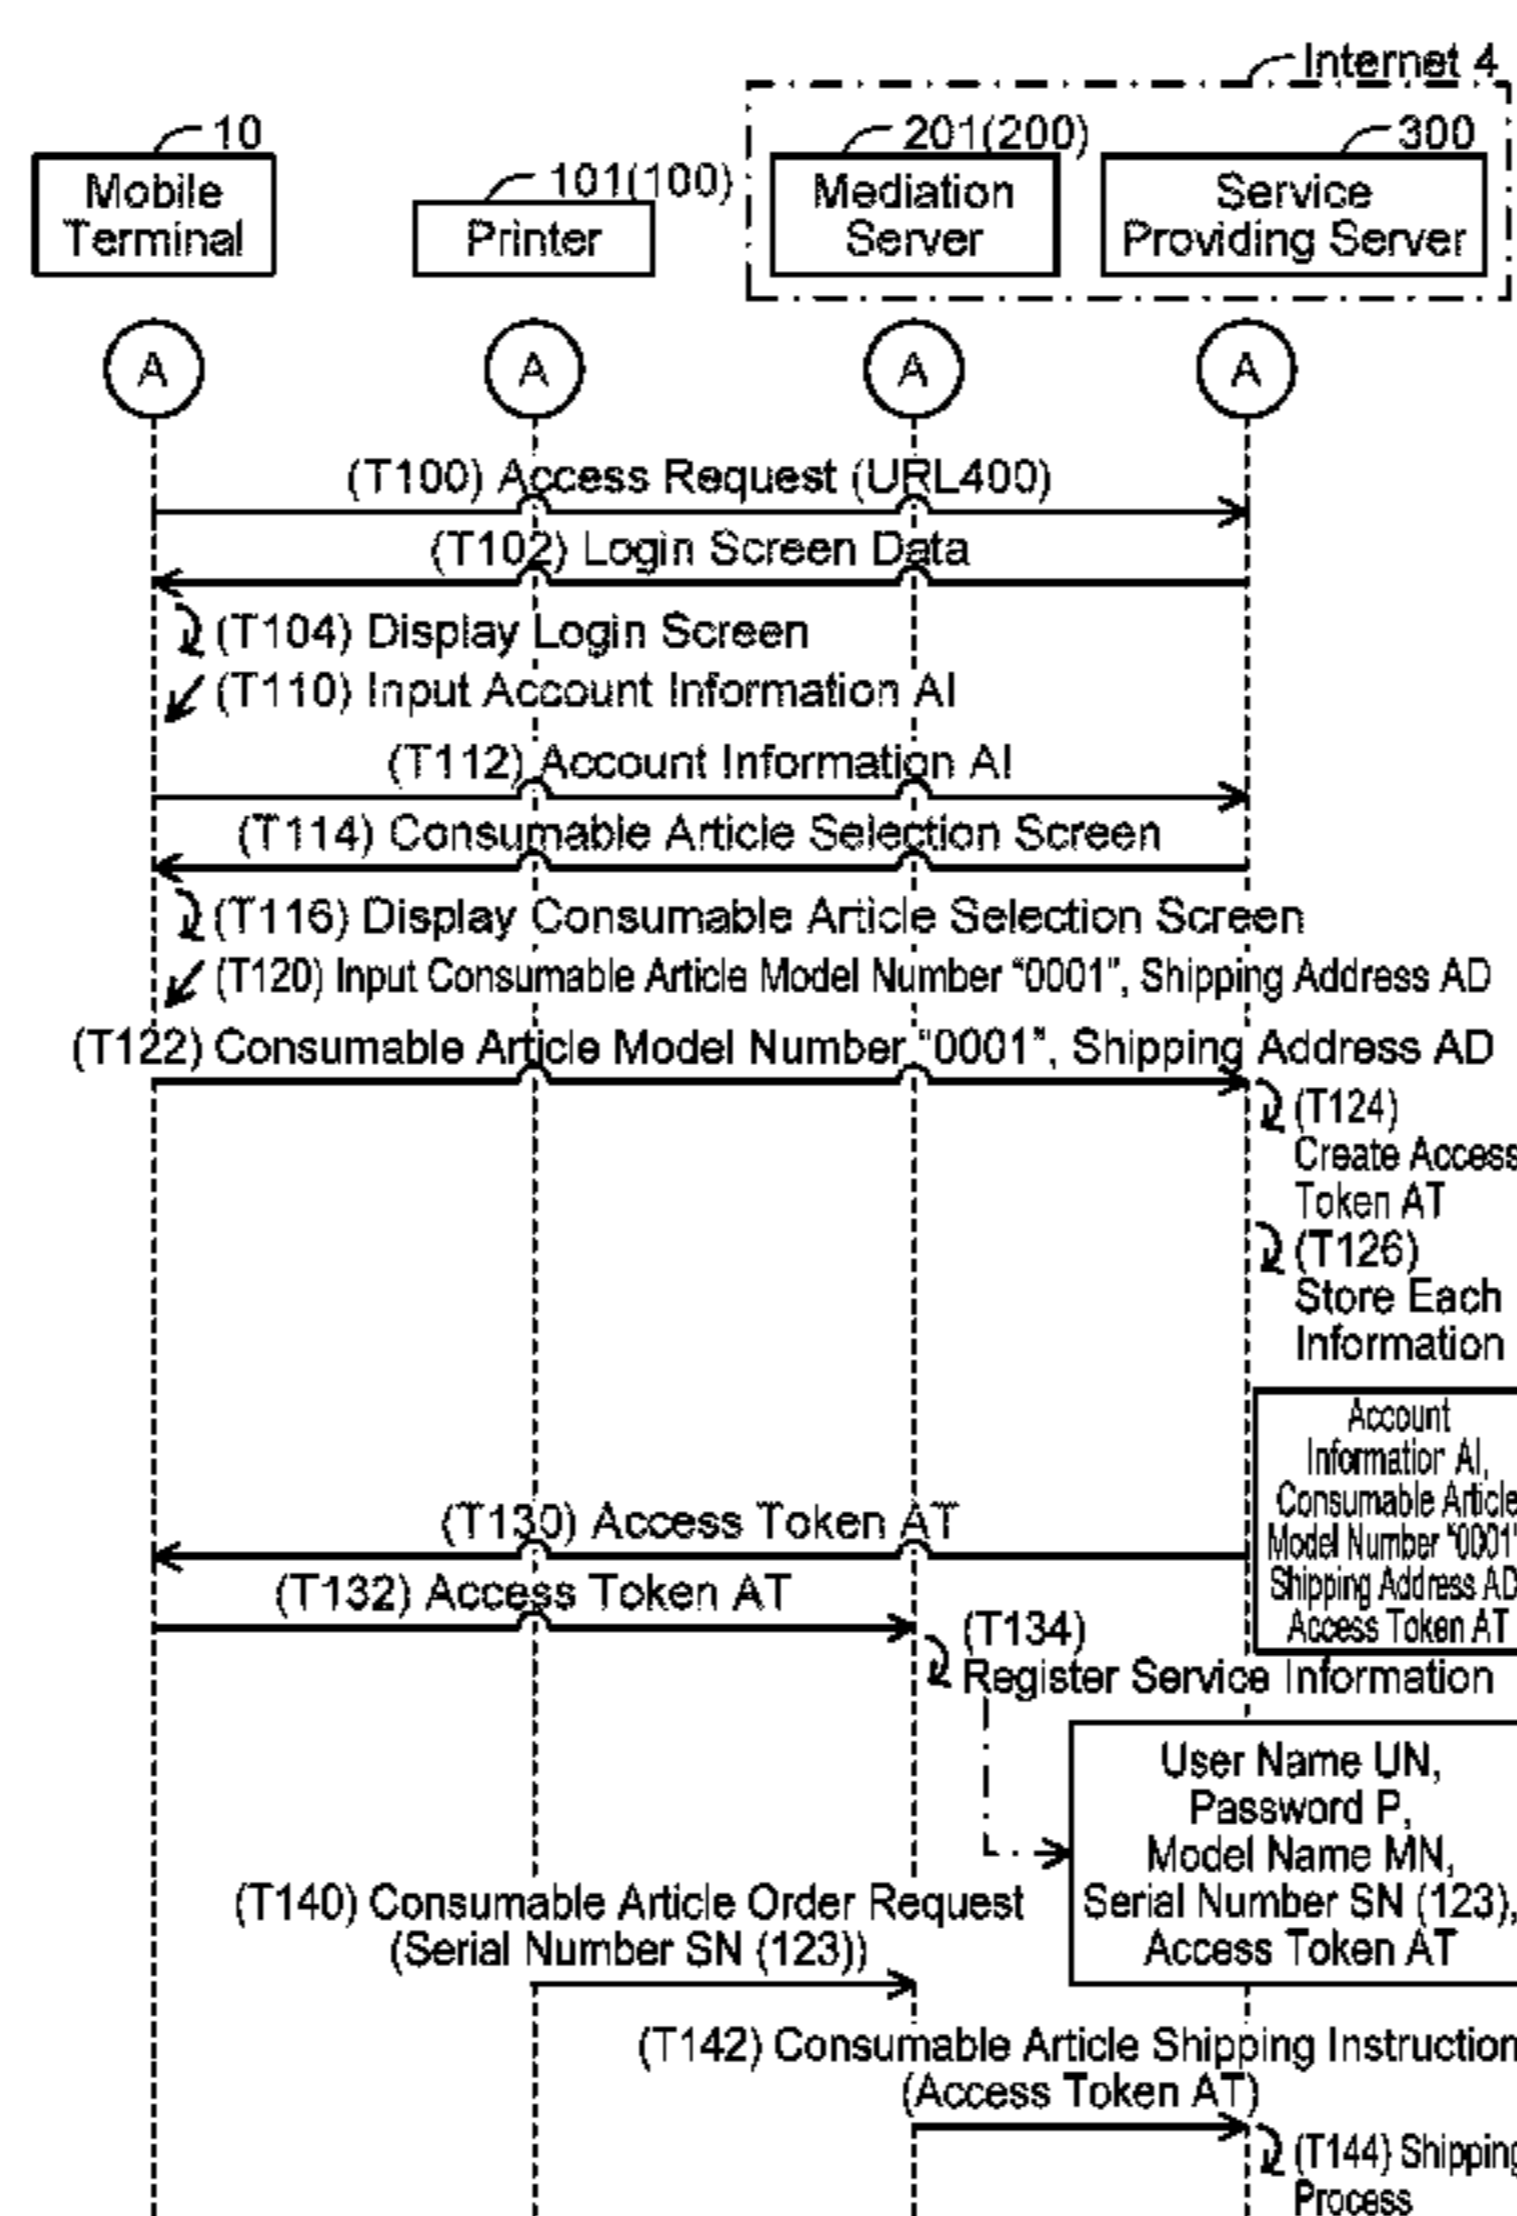 Internet 4
10
101(100)
201(200)
300
Mobile
Terminal
Printer
Mediation
Server
Service
Providing Server
A
A
A
A
(T100) Access Request (URL400)
(T102) Login Screen Data
(T104) Display Login Screen
(T110) Input Account Information AI
(T112) Account Information AI
(T114) Consumable Article Selection Screen
(T116) Display Consumable Article Selection Screen
(T120) Input Consumable Article Model Number “0001”, Shipping Address AD
(T122) Consumable Article Model Number “0001”, Shipping Address AD
(T124)
Create Access
Token AT
(T126)
Store Each
Information
Account
Information AI,
Consumable Article
Model Number “0001”
Shipping Address AD
Access Token AT
(T130) Access Token AT
(T132) Access Token AT
(T134)
Register Service Information
User Name UN,
Password P,
Model Name MN,
Serial Number SN (123),
Access Token AT
(T140) Consumable Article Order Request
(Serial Number SN (123))
(T142) Consumable Article Shipping Instruction
(Access Token AT)
(T144) Shipping
Process